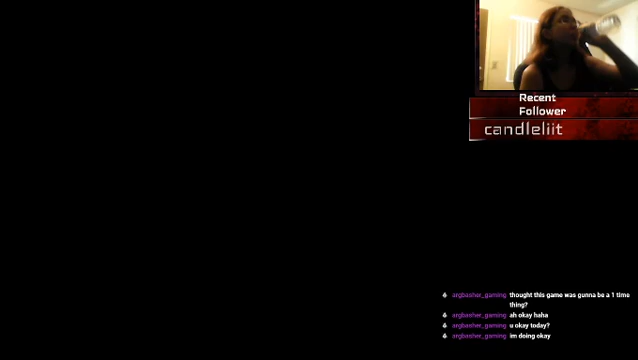 Recent
Follower
candleliit
argbasher_gaming thought this game was gunna be a 1 time
thing?
argbasher_gaming ah okay haha
argbasher_gaming u okay today?
argbasher_gaming im doing okay